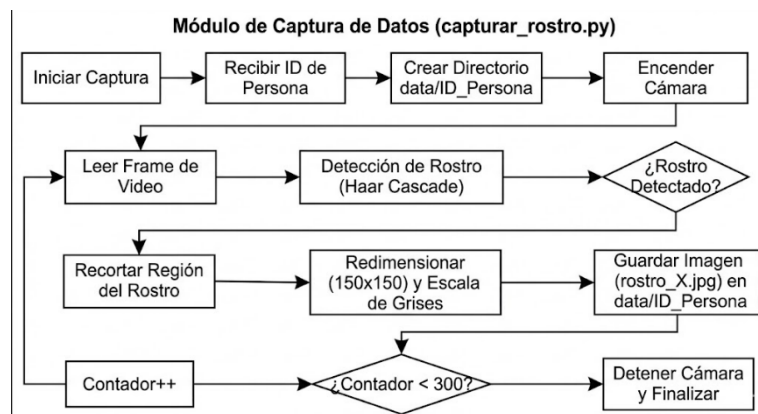 Módulo de Captura de Datos (capturar_rostro.py)
Iniciar Captura
Recibir ID de
Persona
Crear Directorio
data/ID_Persona
Encender
Cámara
Leer Frame de
Video
Detección de Rostro
(Haar Cascade)
¿Rostro
Detectado?
Recortar Región
del Rostro
Redimensionar
(150x150) y Escala
de Grises
Guardar Imagen
(rostro_X.jpg) en
data/ID_Persona
Contador++
¿Contador < 300?
Detener Cámara
y Finalizar